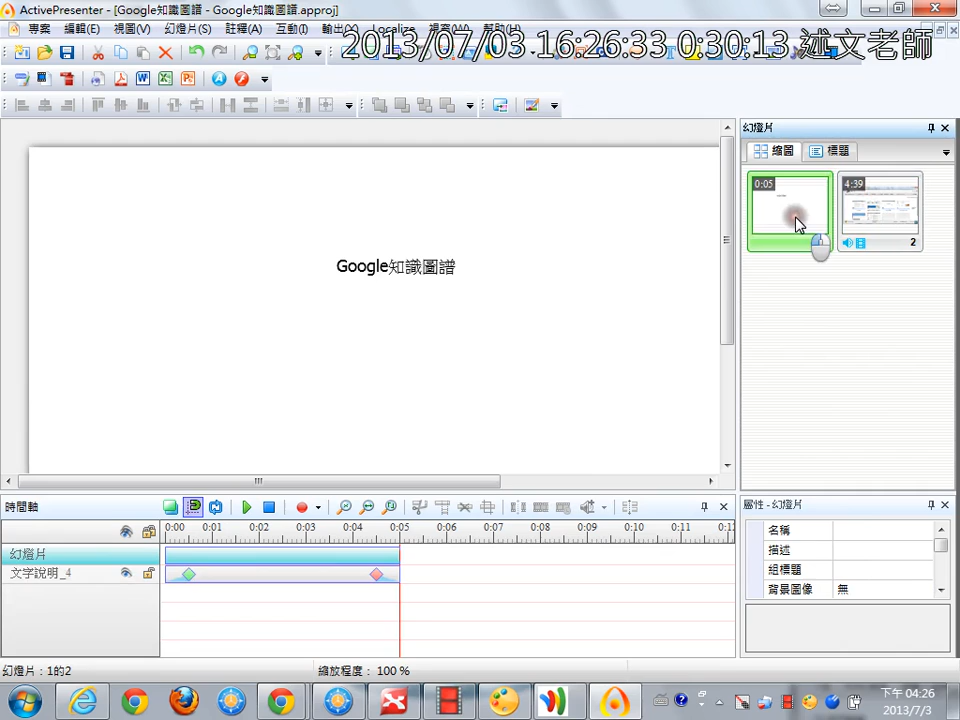 ActivePresenter - [Google知識圖譜 - Google知識圖譜.approj]
專案 編輯(E) 視圖(V) 幻燈片(S) 註釋(A) 互動(I)
2013/07/03 16:26:33 0:30:13 述文老師
幻燈片
縮圖 標題
0:05 4:39
2
Google知識圖譜
時間軸
0:00 0:01 0:02 0:03 0:04 0:05 0:06 0:07 0:08 0:09 0:10 0:11
幻燈片
文字說明_4
屬性 - 幻燈片
名稱
描述
組標題
背景圖像 無
幻燈片：1的2 縮放程度： 100 %
下午 04:26
2013/7/3